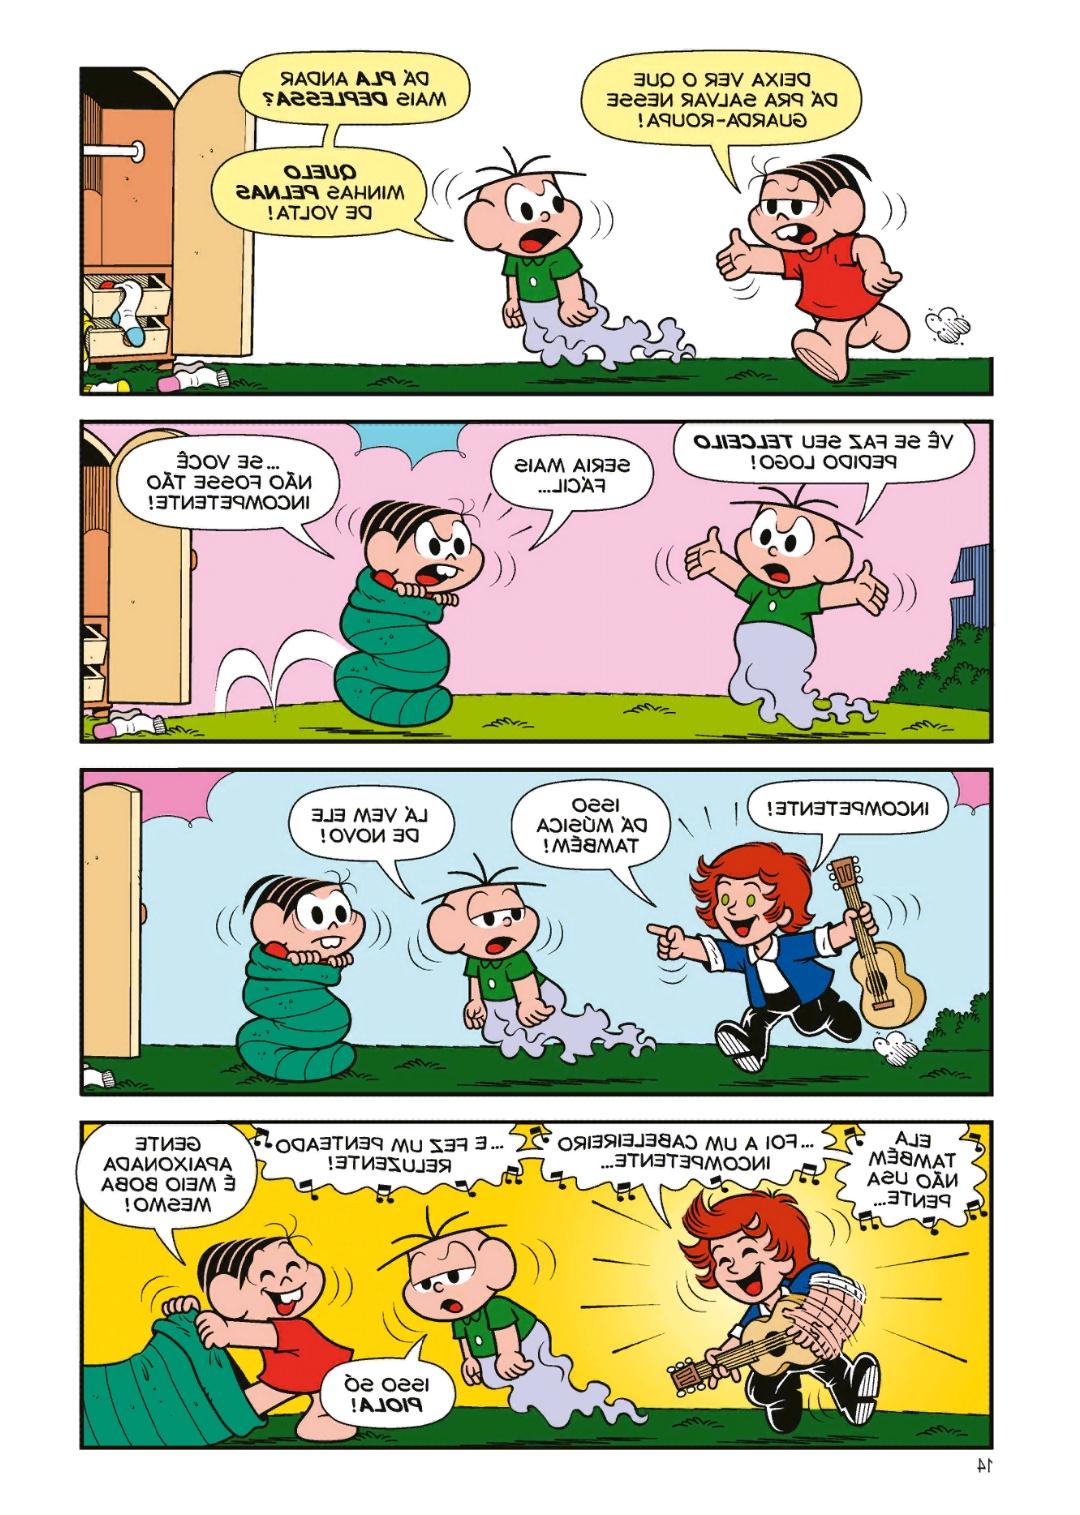 DEIXA VER O QUE
DÁ PRA SALVAR NESSE
GUARDA-ROUPA!
DÁ PLA ANDAR
MAIS DEPLESSA?
QUELO
MINHAS PELNAS
DE VOLTA!
VÊ SE FAZ SEU TELCEILO
PEDIDO LOGO!
SERIA MAIS
FÁCIL...
...SE VOCÊ
NÃO FOSSE TÃO
INCOMPETENTE!
INCOMPETENTE!
ISSO
DÁ MÚSICA
TAMBÉM!
LÁ VEM ELE
DE NOVO!
ELA
TAMBÉM
NÃO USA
PENTE...
...FOI A UM CABELEIREIRO
INCOMPETENTE...
...E FEZ UM PENTEADO
RELUZENTE!
ISSO SÓ
PIOLA!
GENTE
APAIXONADA
É MEIO BOBA
MESMO!
14